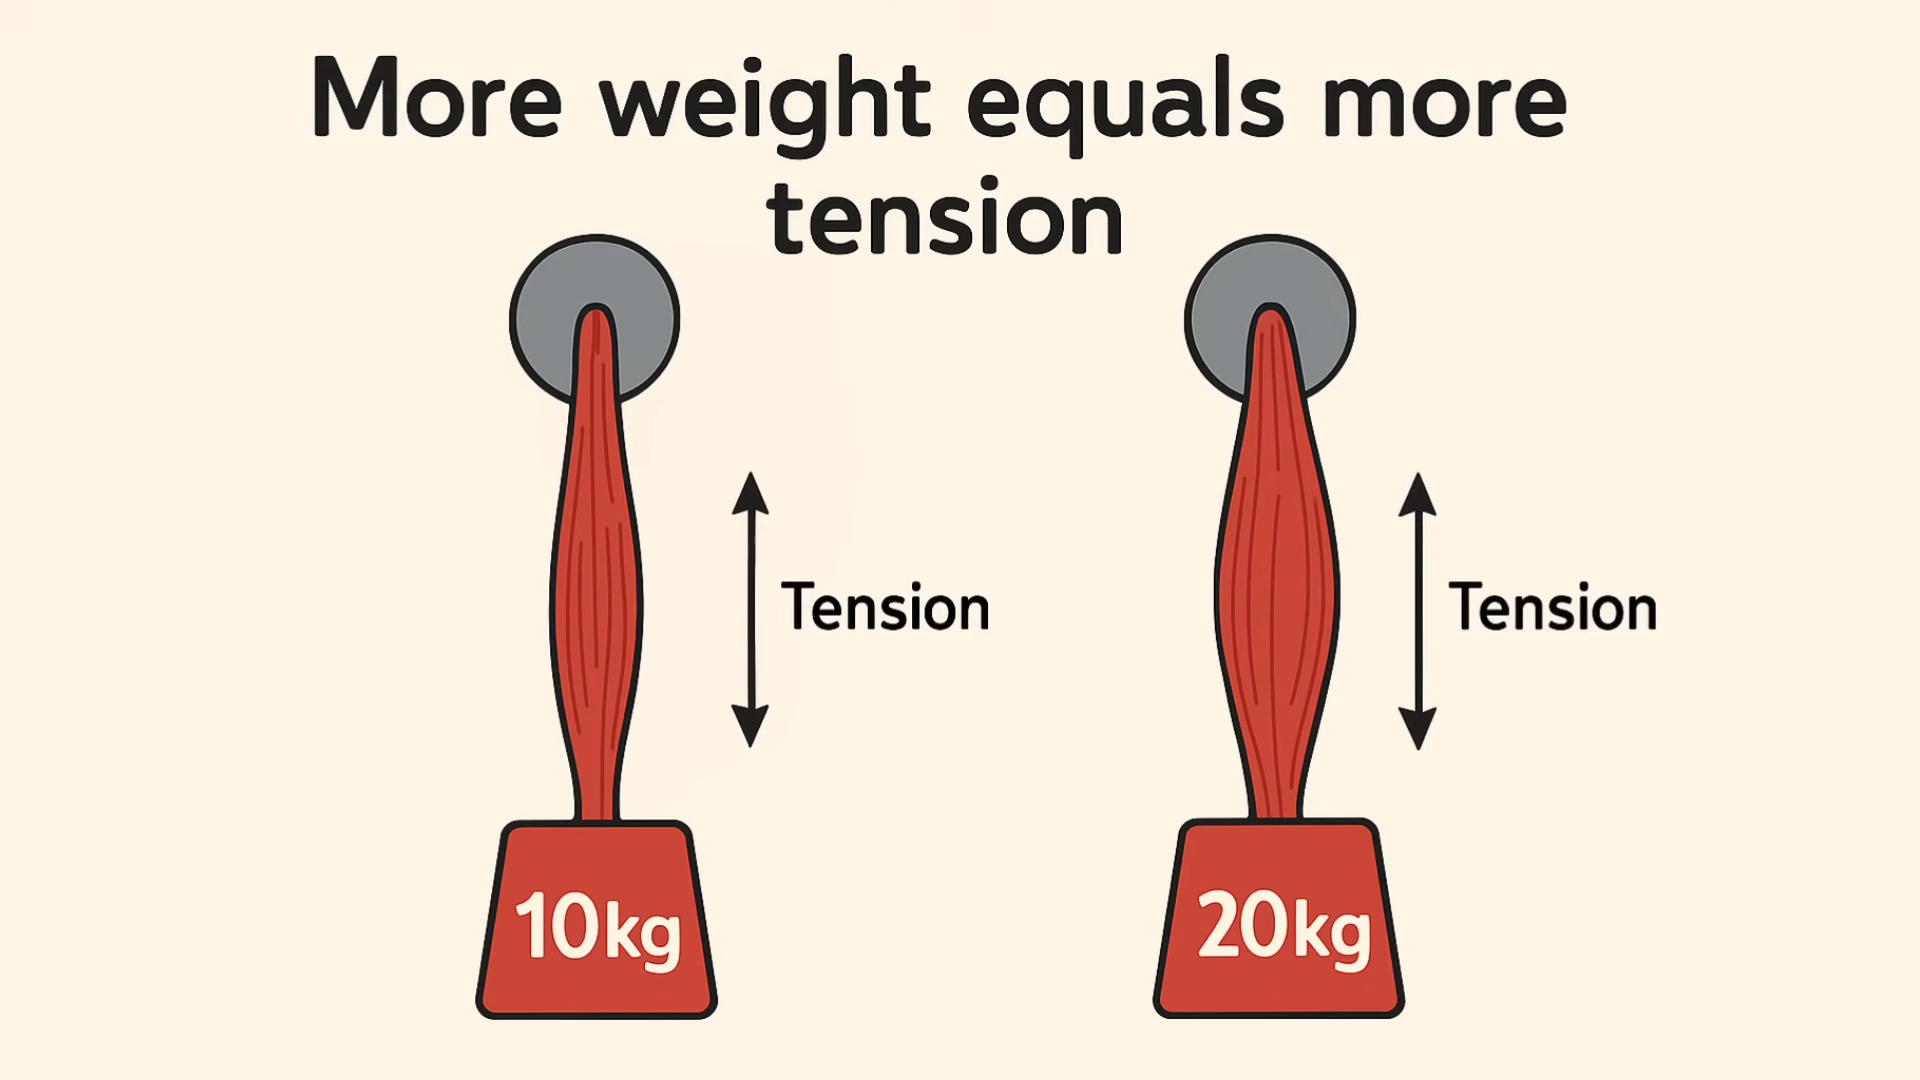 More weight equals more
tension
Tension
Tension
10kg
20kg